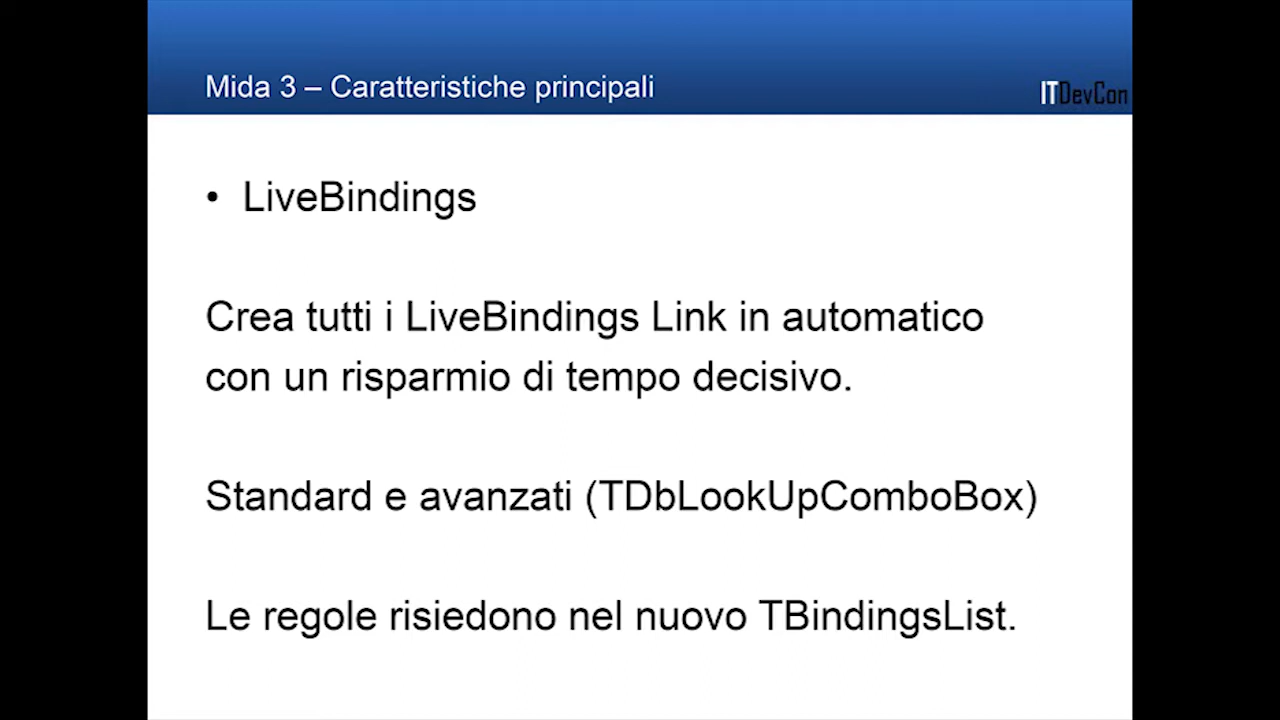 Mida 3 – Caratteristiche principali
ITDevCon
• LiveBindings
Crea tutti i LiveBindings Link in automatico
con un risparmio di tempo decisivo.
Standard e avanzati (TDbLookUpComboBox)
Le regole risiedono nel nuovo TBindingsList.